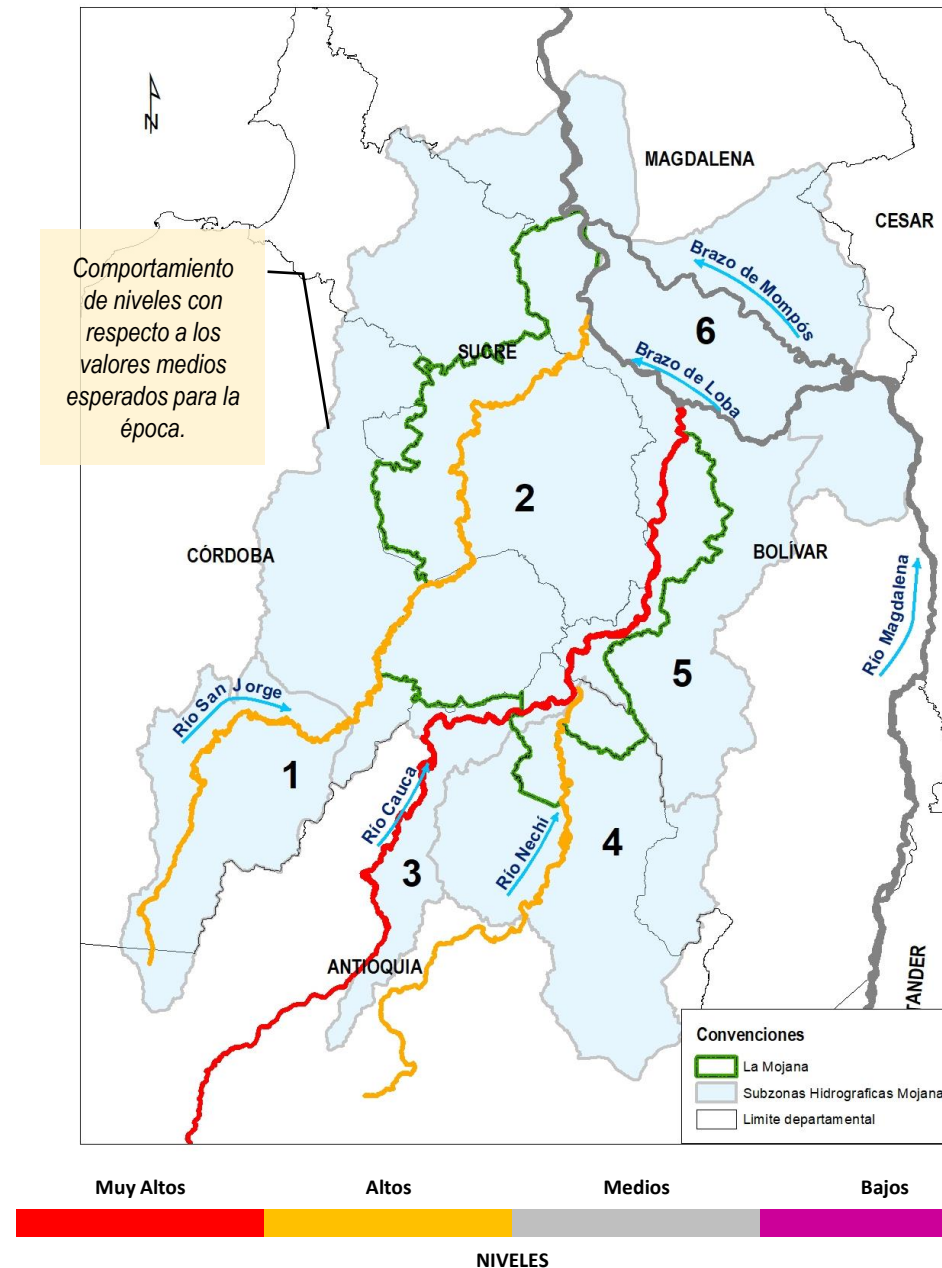 N
MAGDALENA
CESAR
Comportamiento
de niveles con
respecto a los
valores medios
esperados para la
época.
Brazo de Mompós
6
SUCRE
Brazo de Loba
2
CÓRDOBA
BOLÍVAR
Río Magdalena
5
Río San Jorge
1
Río Cauca
3
Río Nechí
4
ANTIOQUIA
TANDER
Convenciones
La Mojana
Subzonas Hidrograficas Mojana
Limite departamental
Muy Altos
Altos
Medios
Bajos
NIVELES